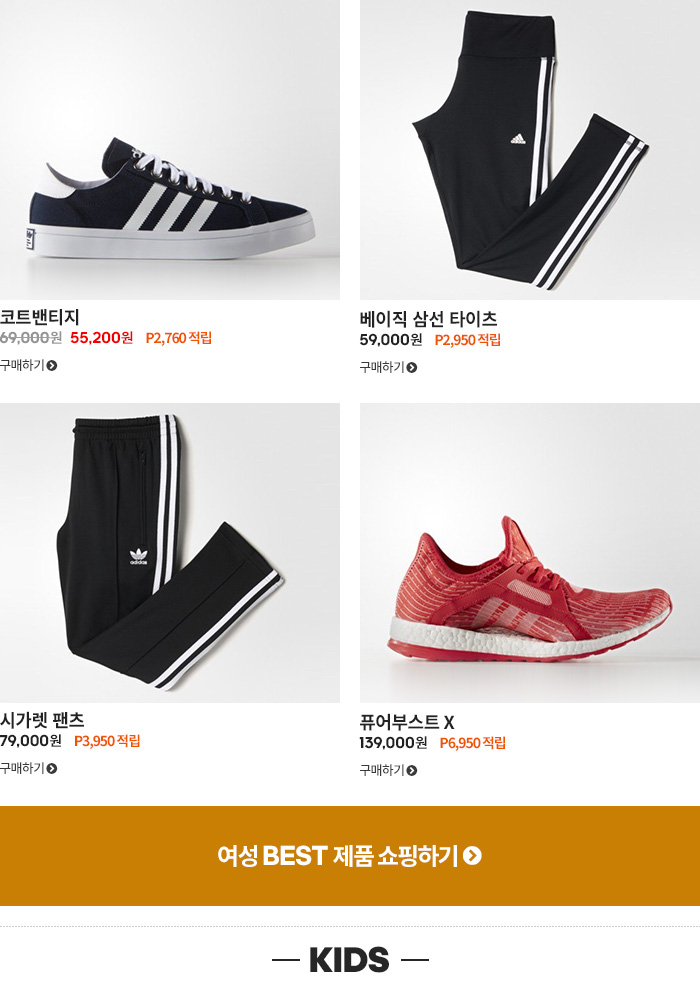 adidas
코트밴티지
69,000원 55,200원 P2,760 적립
구매하기
베이직 삼선 타이츠
59,000원 P2,950 적립
구매하기
adidas
시가렛 팬츠
79,000원 P3,950 적립
구매하기
퓨어부스트 X
139,000원 P6,950 적립
구매하기
여성 BEST 제품 쇼핑하기
KIDS